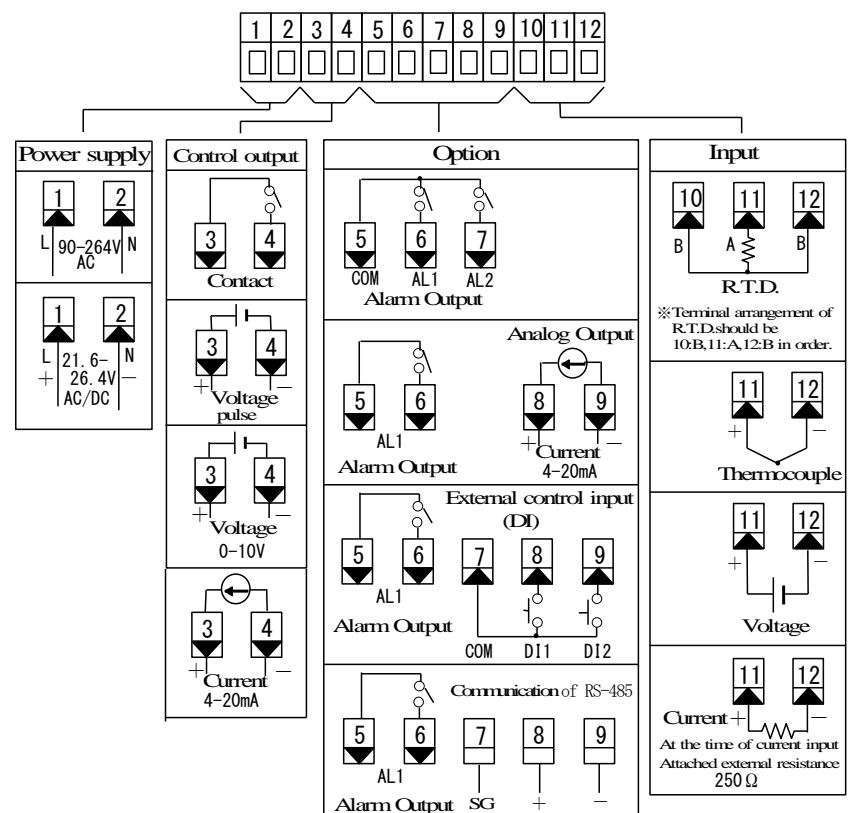 1 2 3 4 5 6 7 8 9 10 11 12
Power supply
1 2
L 90-264V N
AC
1 2
L 21.6- N
+ 26.4V −
AC/DC
Control output
3 4
Contact
3 4
+ −
Voltage
pulse
3 4
+ −
Voltage
0-10V
3 4
+ −
Current
4-20mA
Option
5 6 7
COM AL1 AL2
Alarm Output
Analog Output
5 6 8 9
AL1
+ −
Current
Alarm Output
4-20mA
External control input
(DI)
5 6 7 8 9
AL1
Alarm Output
COM DI1 DI2
Communication of RS-485
5 6 7 8 9
AL1
Alarm Output SG + −
Input
10 11 12
B A B
R.T.D.
※Terminal arrangement of
R.T.D.should be
10:B,11:A,12:B in order.
11 12
+ −
Thermocouple
11 12
+ −
Voltage
11 12
Current + −
At the time of current input
Attached external resistance
250Ω